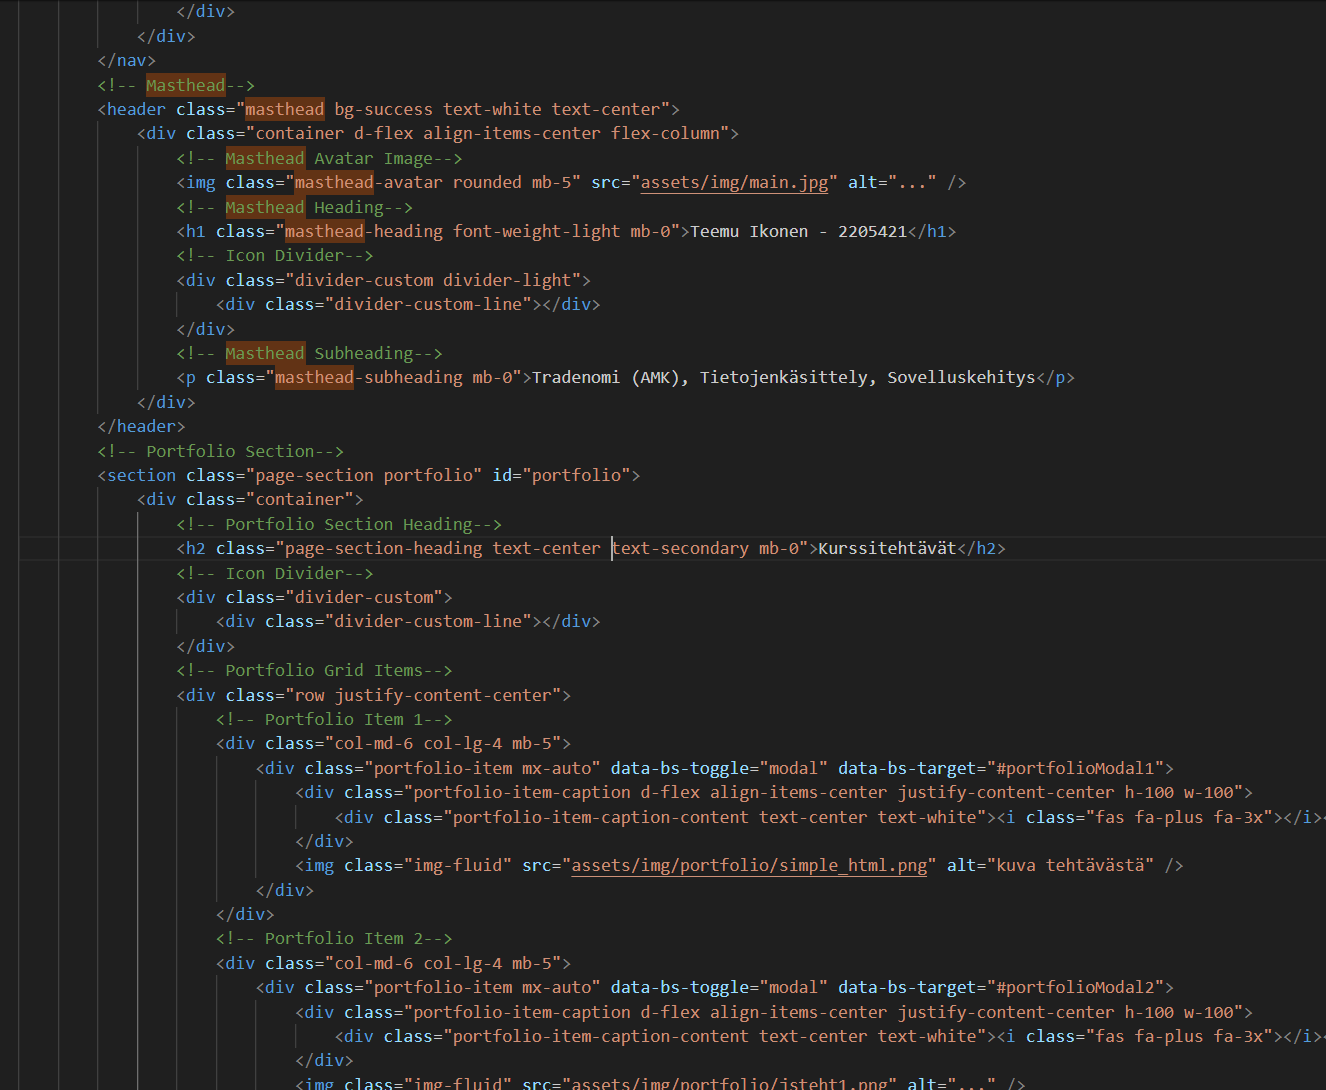 </div>
</div>
</nav>
<!-- Masthead-->
<header class="masthead bg-success text-white text-center">
<div class="container d-flex align-items-center flex-column">
<!-- Masthead Avatar Image-->
<img class="masthead-avatar rounded mb-5" src="assets/img/main.jpg" alt="..." />
<!-- Masthead Heading-->
<h1 class="masthead-heading font-weight-light mb-0">Teemu Ikonen - 2205421</h1>
<!-- Icon Divider-->
<div class="divider-custom divider-light">
<div class="divider-custom-line"></div>
</div>
<!-- Masthead Subheading-->
<p class="masthead-subheading mb-0">Tradenomi (AMK), Tietojenkäsittely, Sovelluskehitys</p>
</div>
</header>
<!-- Portfolio Section-->
<section class="page-section portfolio" id="portfolio">
<div class="container">
<!-- Portfolio Section Heading-->
<h2 class="page-section-heading text-center text-secondary mb-0">Kurssitehtävät</h2>
<!-- Icon Divider-->
<div class="divider-custom">
<div class="divider-custom-line"></div>
</div>
<!-- Portfolio Grid Items-->
<div class="row justify-content-center">
<!-- Portfolio Item 1-->
<div class="col-md-6 col-lg-4 mb-5">
<div class="portfolio-item mx-auto" data-bs-toggle="modal" data-bs-target="#portfolioModal1">
<div class="portfolio-item-caption d-flex align-items-center justify-content-center h-100 w-100">
<div class="portfolio-item-caption-content text-center text-white"><i class="fas fa-plus fa-3x"></i><
</div>
<img class="img-fluid" src="assets/img/portfolio/simple_html.png" alt="kuva tehtävästä" />
</div>
</div>
<!-- Portfolio Item 2-->
<div class="col-md-6 col-lg-4 mb-5">
<div class="portfolio-item mx-auto" data-bs-toggle="modal" data-bs-target="#portfolioModal2">
<div class="portfolio-item-caption d-flex align-items-center justify-content-center h-100 w-100">
<div class="portfolio-item-caption-content text-center text-white"><i class="fas fa-plus fa-3x"></i><
</div>
<img class="img-fluid" src="assets/img/portfolio/jsteht1.png" alt="..." />